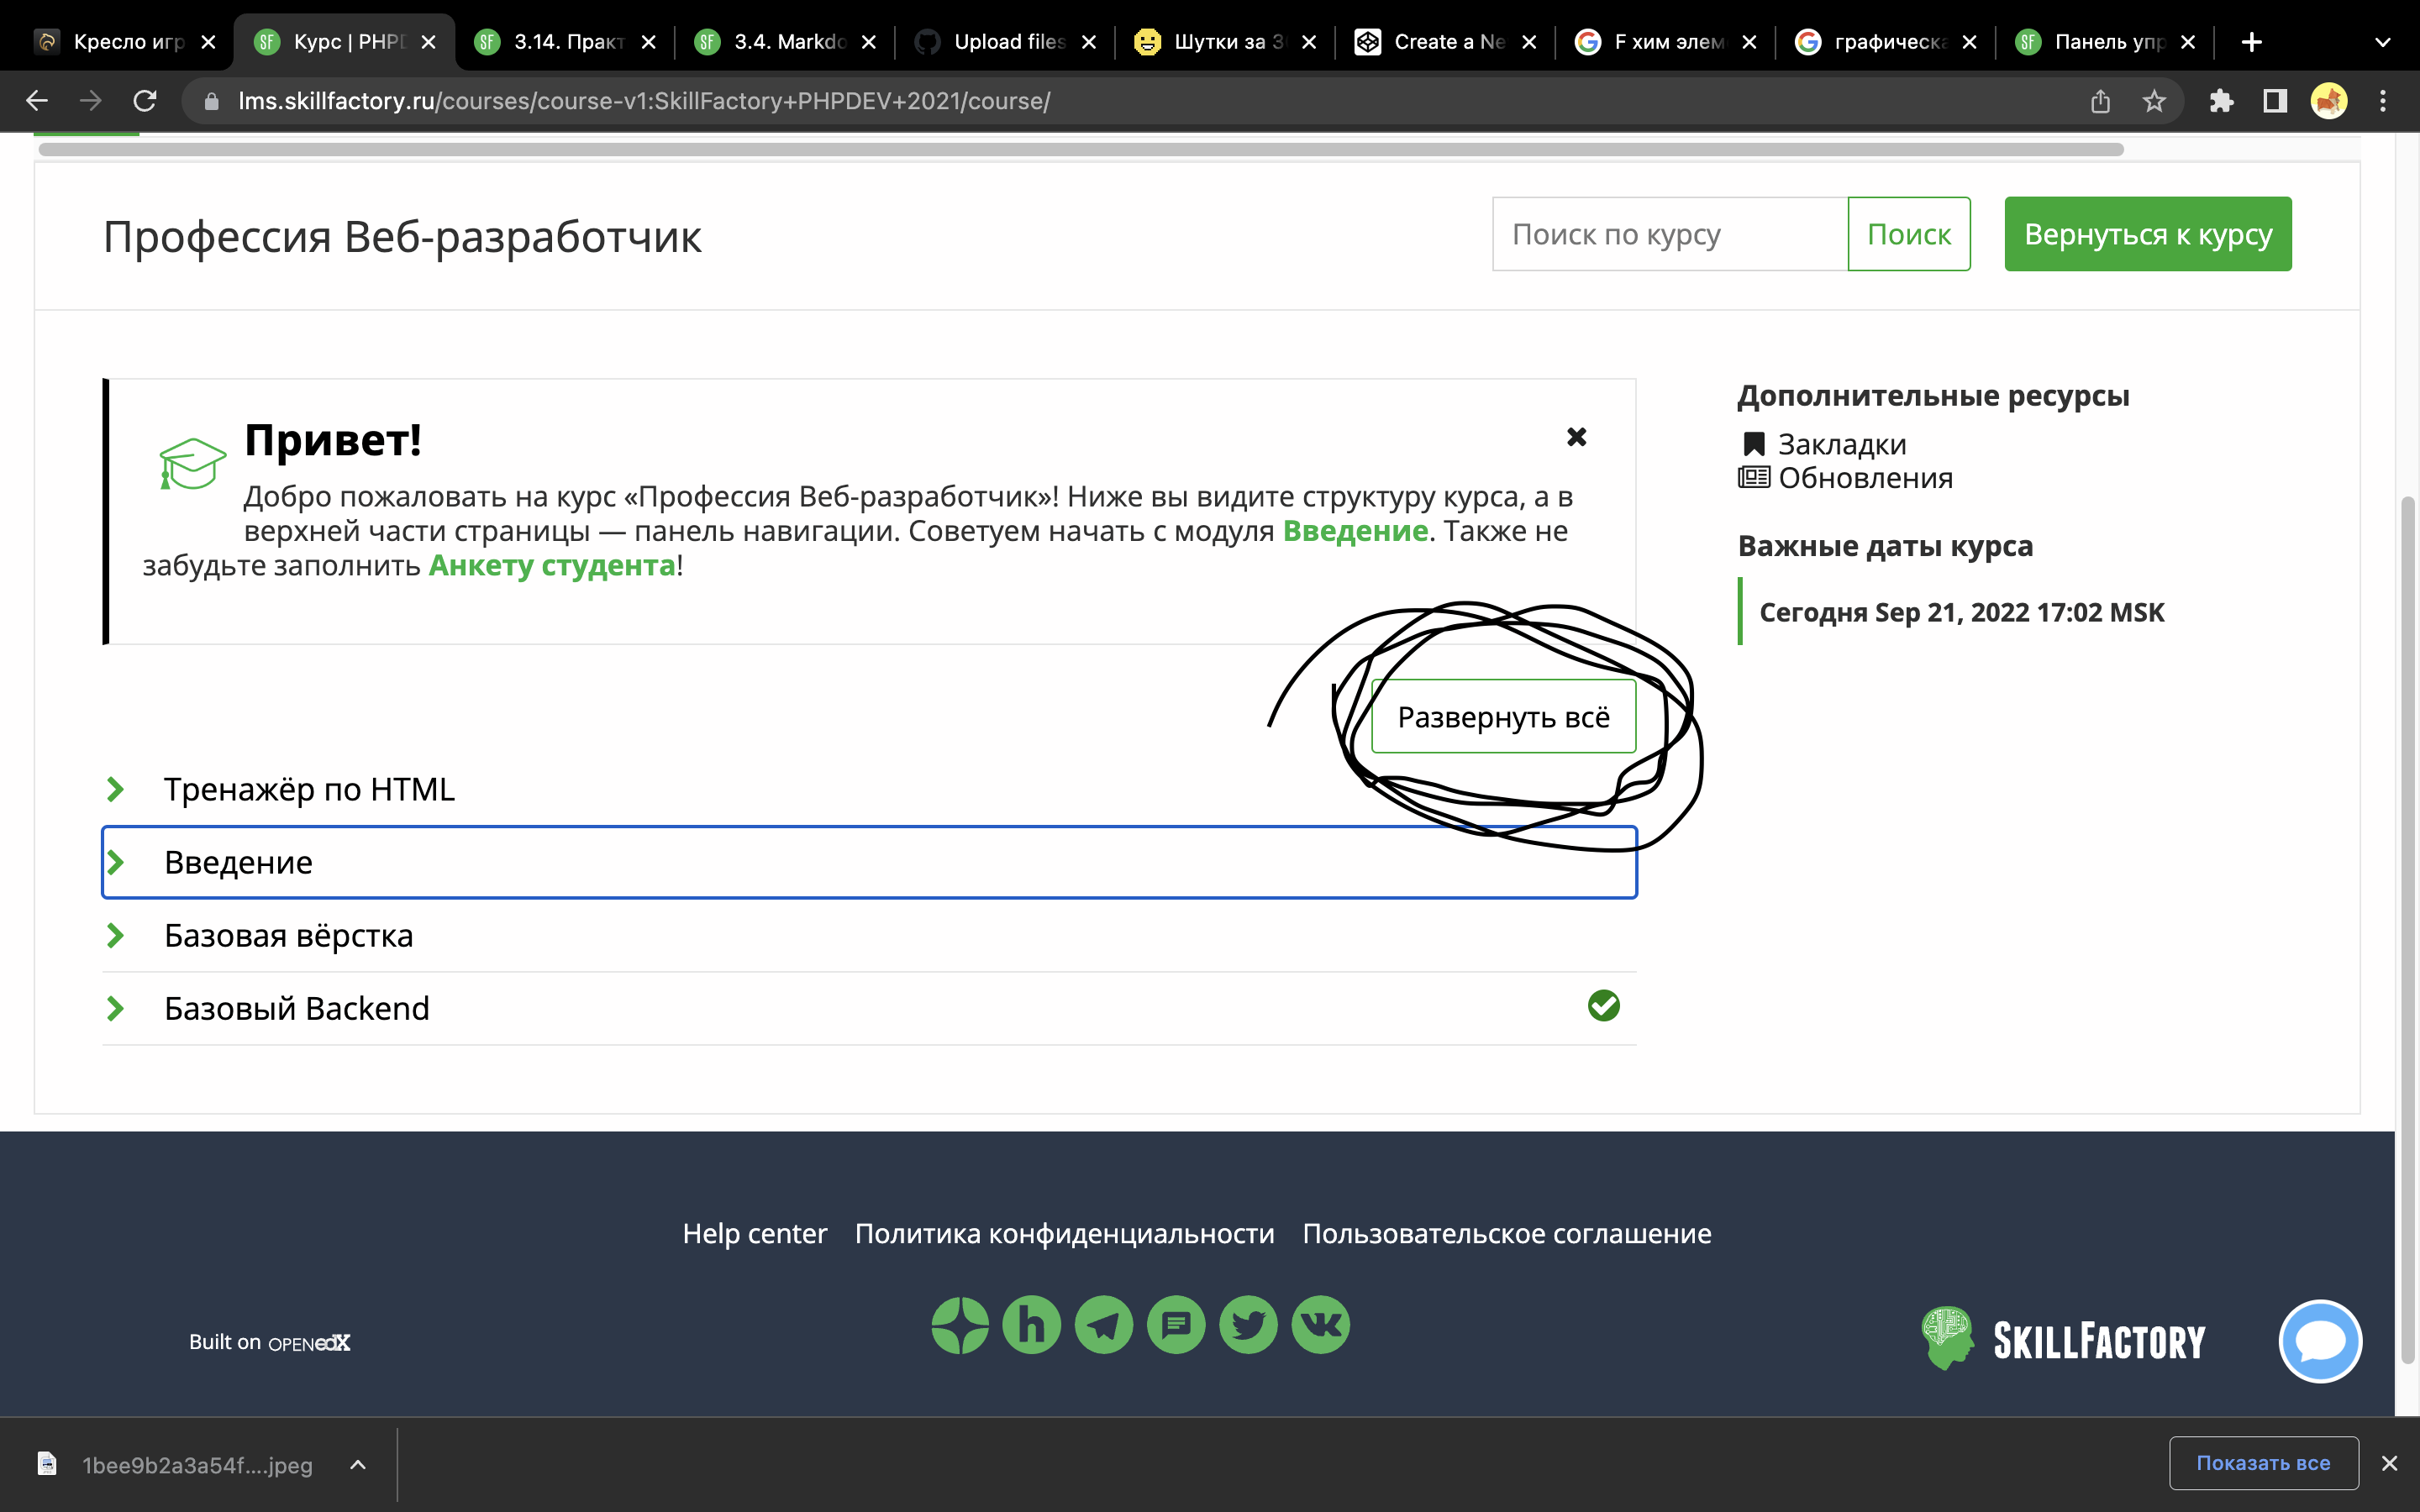 Кресло игр
Курс | PHPD
3.14. Практ
3.4. Markdo
Upload files
Шутки за 3
Create a Ne
F хим элем
графическа
Панель упр
lms.skillfactory.ru/courses/course-v1:SkillFactory+PHPDEV+2021/course/
Профессия Веб-разработчик
Поиск по курсу
Поиск
Вернуться к курсу
Привет!
Добро пожаловать на курс «Профессия Веб-разработчик»! Ниже вы видите структуру курса, а в
верхней части страницы — панель навигации. Советуем начать с модуля Введение. Также не
забудьте заполнить Анкету студента!
Дополнительные ресурсы
Закладки
Обновления
Важные даты курса
Сегодня Sep 21, 2022 17:02 MSK
Развернуть всё
Тренажёр по HTML
Введение
Базовая вёрстка
Базовый Backend
Help center Политика конфиденциальности Пользовательское соглашение
Built on OPENedX
SKILLFACTORY
1bee9b2a3a54f....jpeg
Показать все